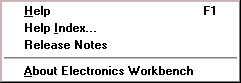 Help F1
Help Index...
Release Notes
About Electronics Workbench